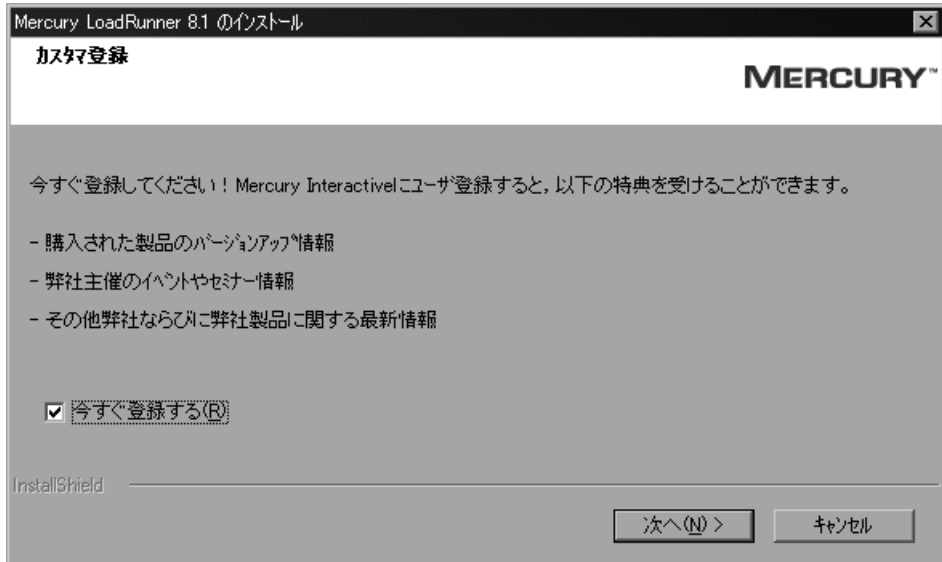 Mercury LoadRunner 8.1 のインストール
カスタマ登録
MERCURY™
今すぐ登録してください！Mercury Interactiveにユーザ登録すると，以下の特典を受けることができます。
- 購入された製品のバージョンアップ情報
- 弊社主催のイベントやセミナー情報
- その他弊社ならびに弊社製品に関する最新情報
今すぐ登録する(R)
InstallShield
次へ(N) >
キャンセル